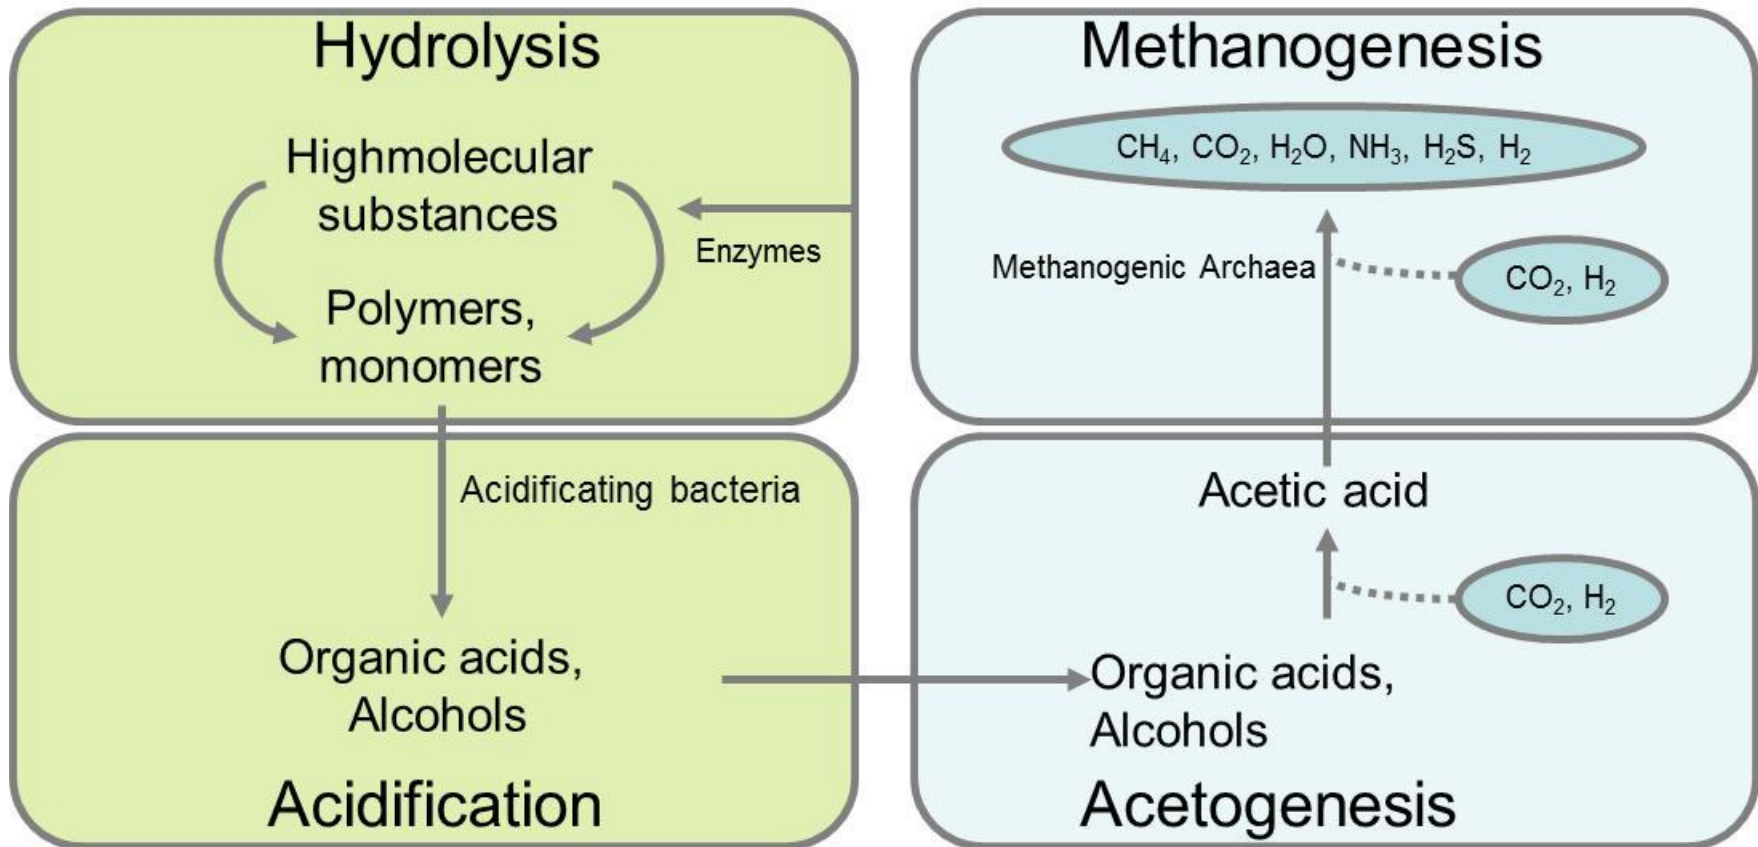 Hydrolysis
Highmolecular
substances
Enzymes
Polymers,
monomers
Acidificating bacteria
Organic acids,
Alcohols
Acidification
Methanogenesis
CH₄, CO₂, H₂O, NH₃, H₂S, H₂
Methanogenic Archaea
CO₂, H₂
Acetic acid
CO₂, H₂
Organic acids,
Alcohols
Acetogenesis